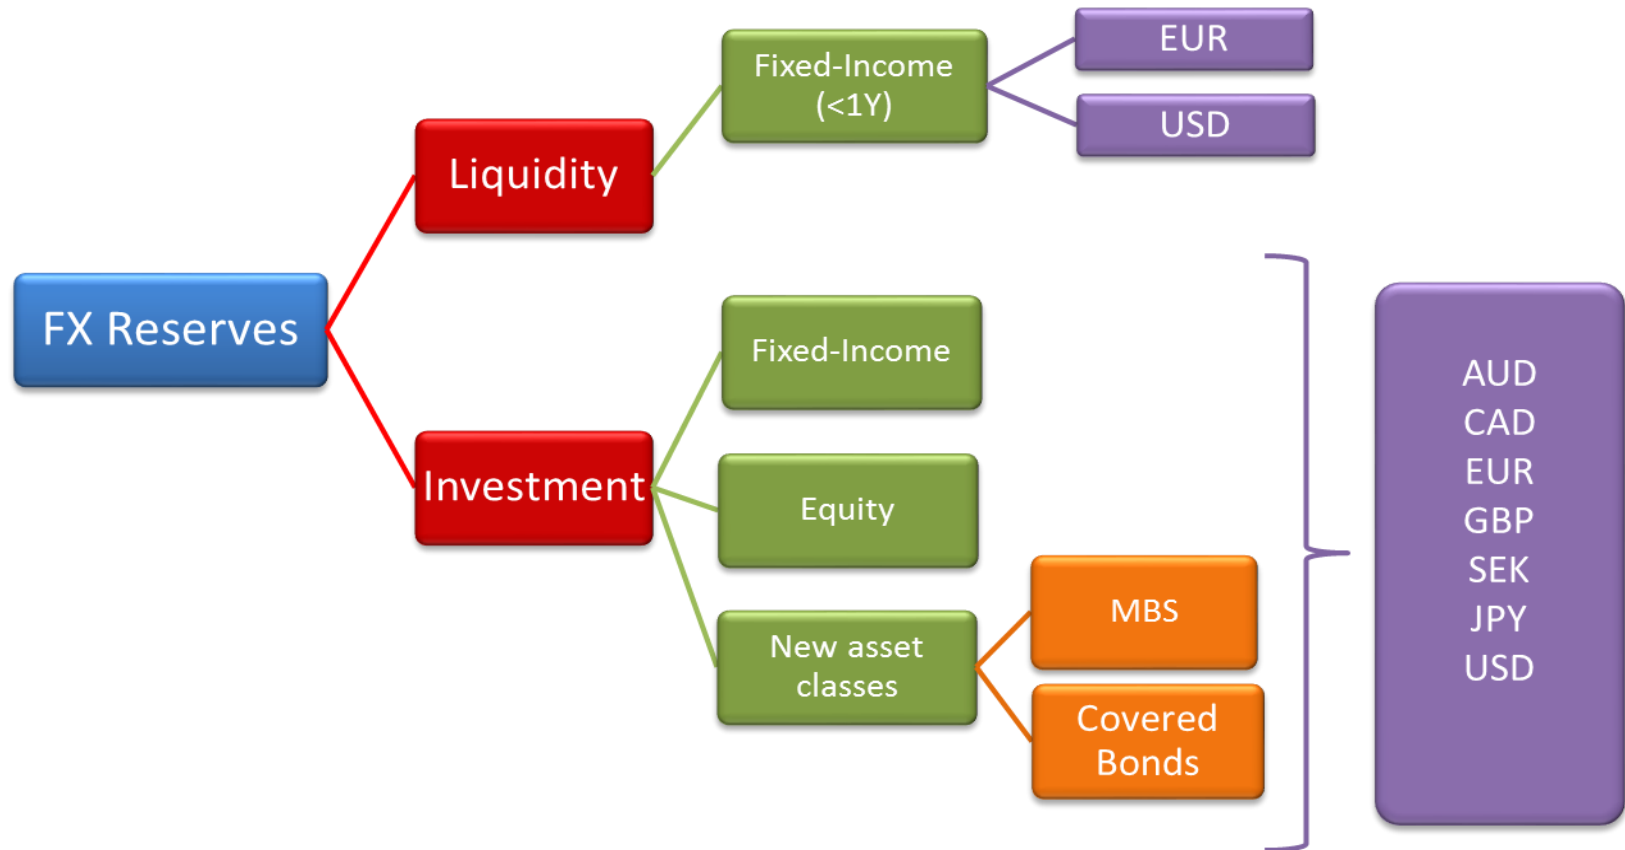 FX Reserves
Liquidity
Investment
Fixed-Income
(<1Y)
EUR
USD
Fixed-Income
Equity
New asset
classes
MBS
Covered
Bonds
AUD
CAD
EUR
GBP
SEK
JPY
USD